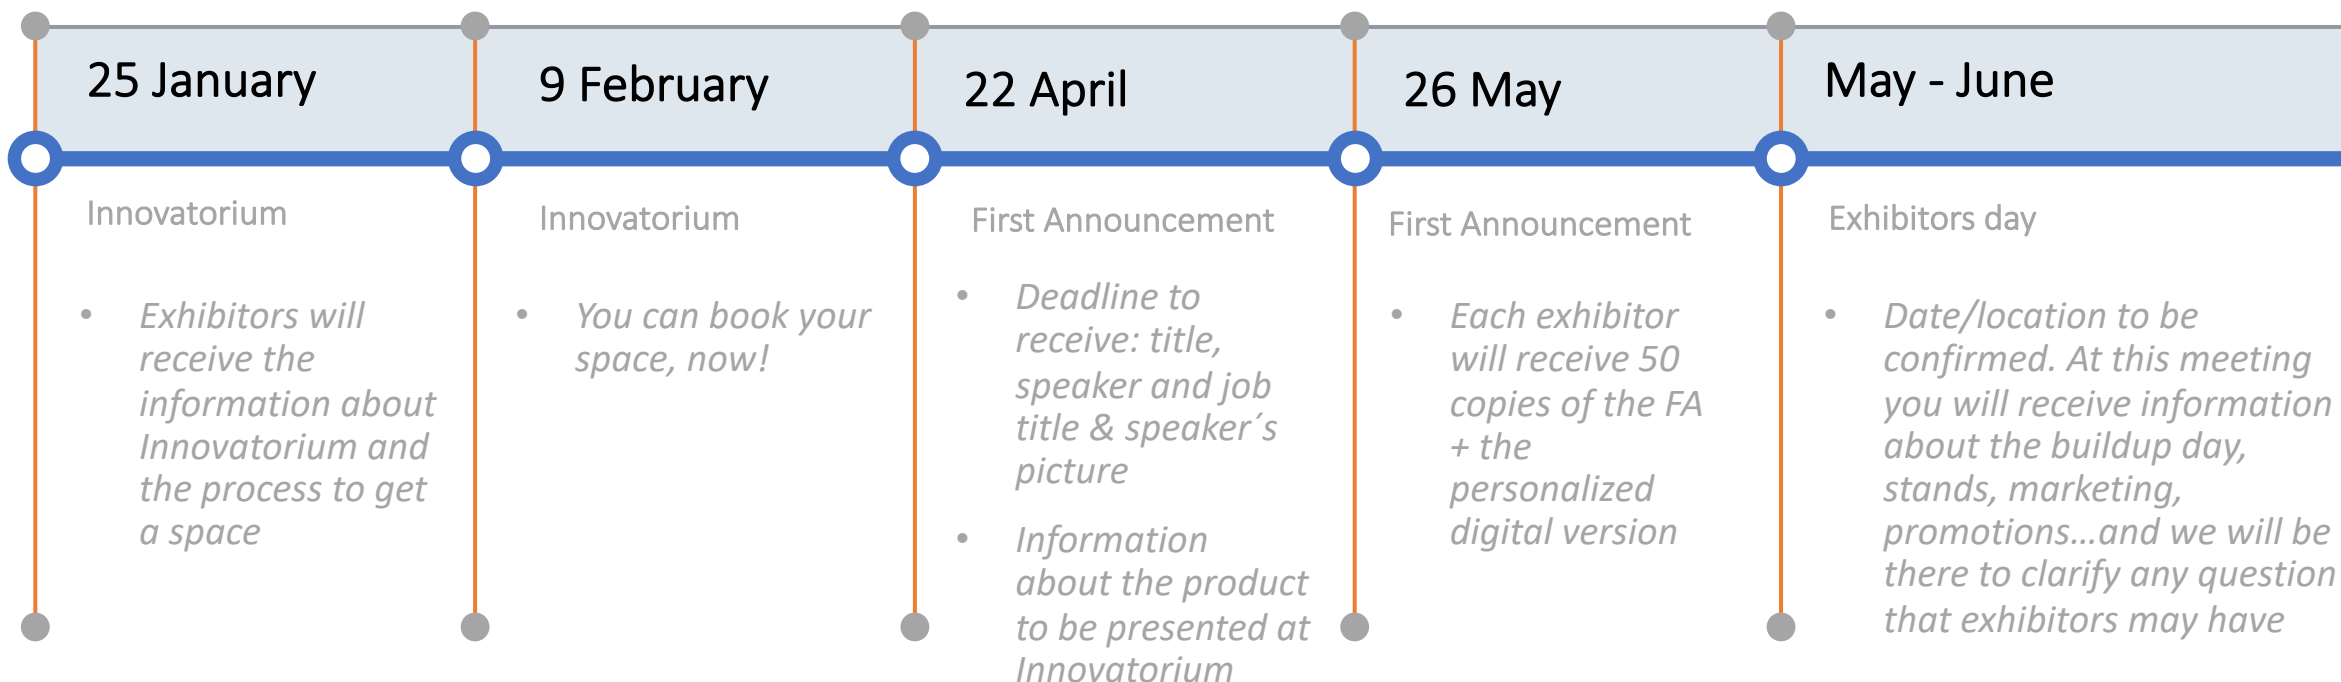 25 January
Innovatorium
• Exhibitors will
receive the
information about
Innovatorium and
the process to get
a space
9 February
Innovatorium
• You can book your
space, now!
22 April
First Announcement
• Deadline to
receive: title,
speaker and job
title & speaker´s
picture
• Information
about the product
to be presented at
Innovatorium
26 May
First Announcement
• Each exhibitor
will receive 50
copies of the FA
+ the
personalized
digital version
May - June
Exhibitors day
• Date/location to be
confirmed. At this meeting
you will receive information
about the buildup day,
stands, marketing,
promotions…and we will be
there to clarify any question
that exhibitors may have